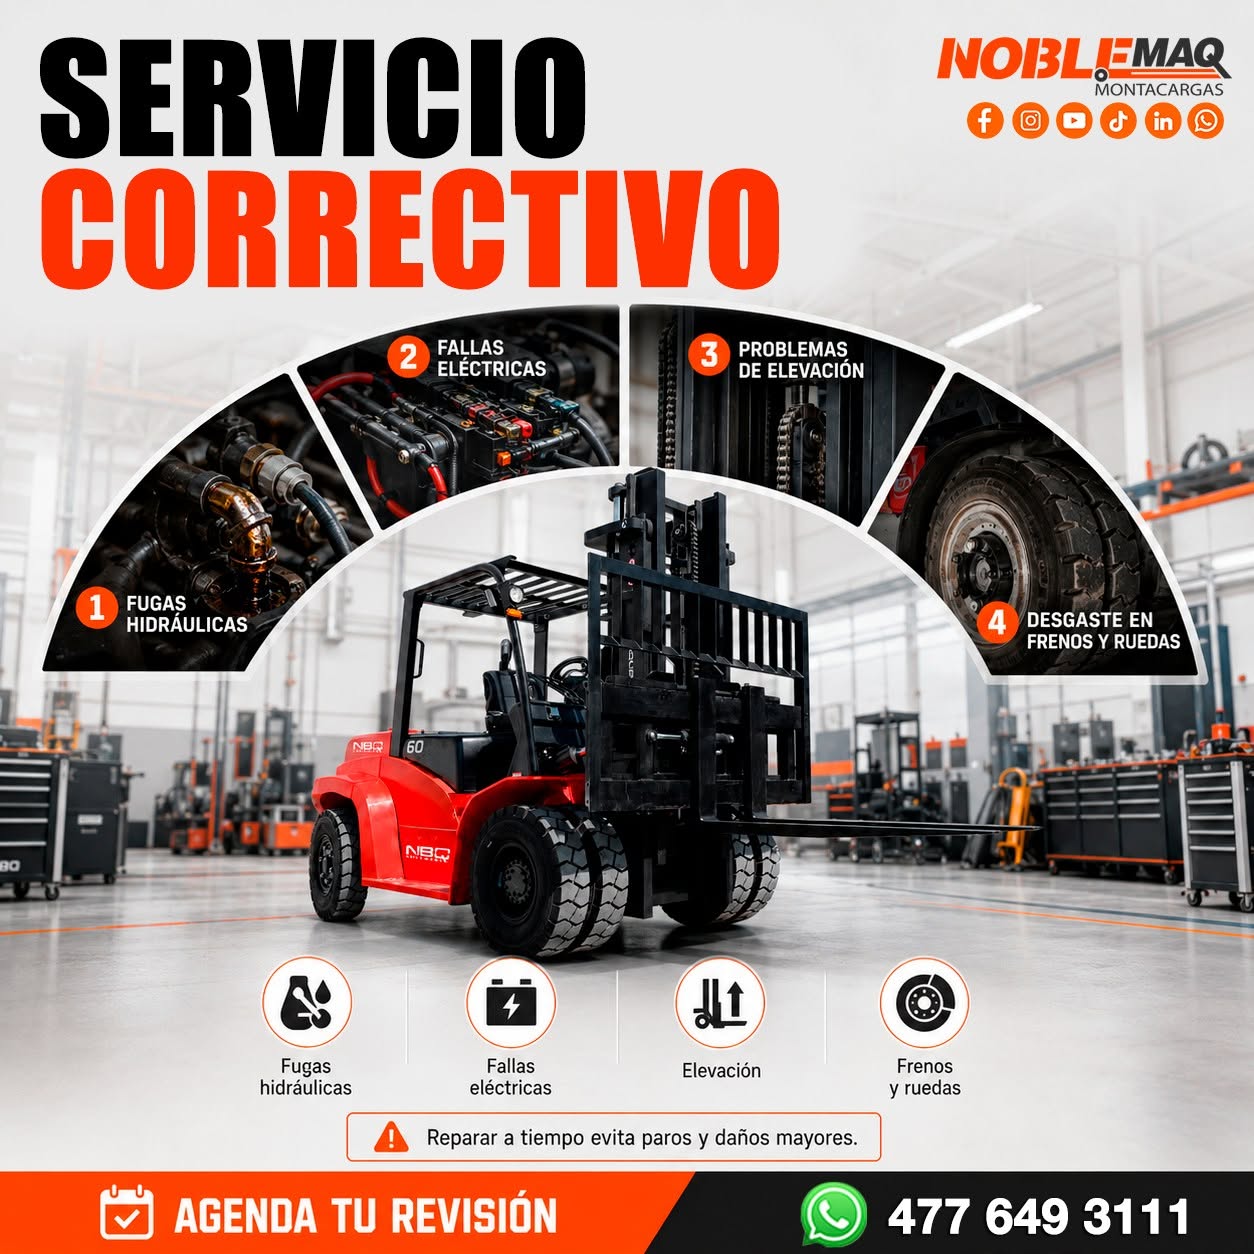 SERVICIO
CORRECTIVO
NOBLEMAQ
MONTACARGAS
1 FUGAS
HIDRÁULICAS
2 FALLAS
ELÉCTRICAS
3 PROBLEMAS
DE ELEVACIÓN
4 DESGASTE EN
FRENOS Y RUEDAS
NBQ
60
NBQ
Fugas
hidráulicas
Fallas
eléctricas
Elevación
Frenos
y ruedas
Reparar a tiempo evita paros y daños mayores.
AGENDA TU REVISIÓN
477 649 3111